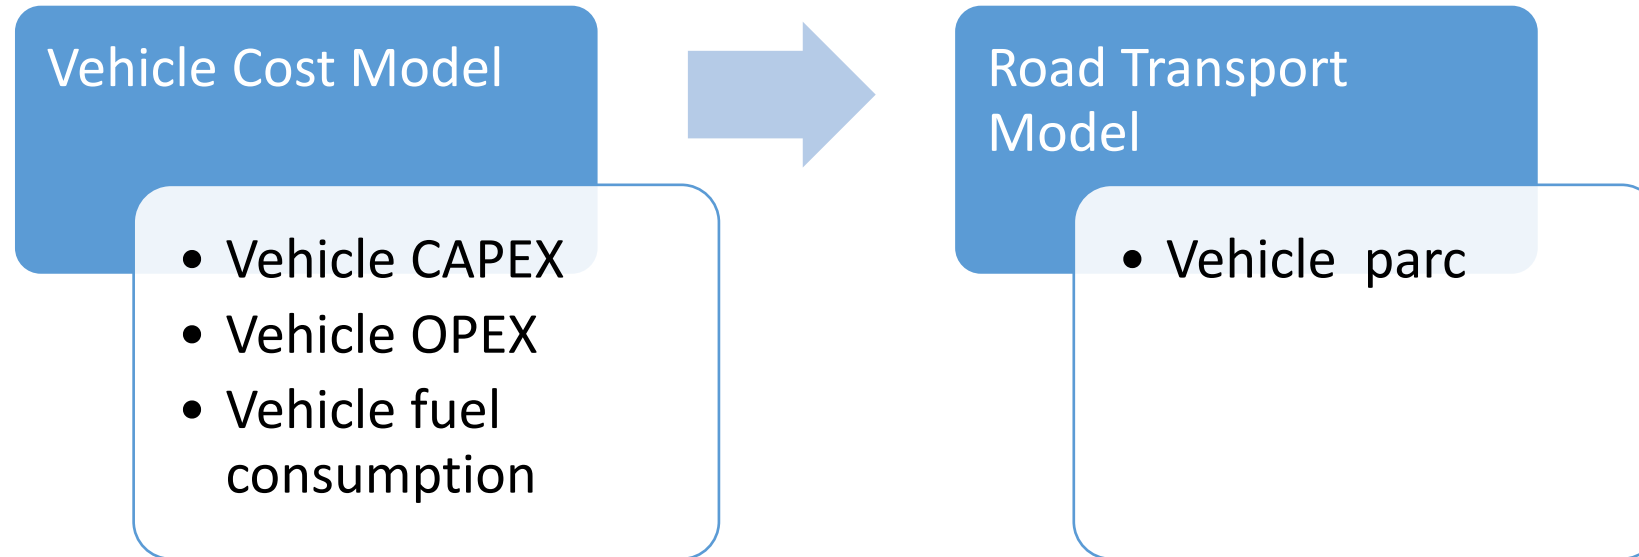 Vehicle Cost Model
• Vehicle CAPEX
• Vehicle OPEX
• Vehicle fuel
consumption
Road Transport
Model
• Vehicle  parc